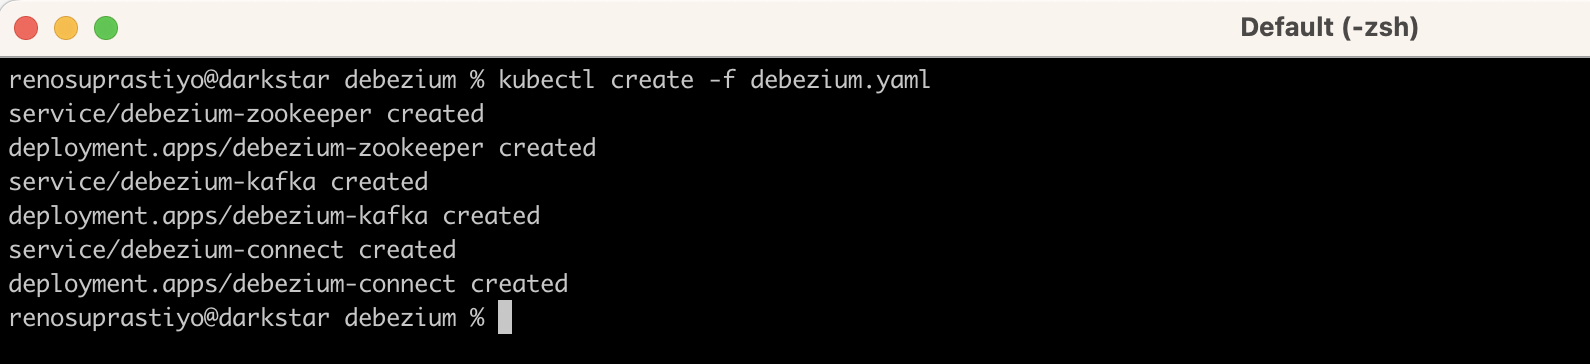 Default (-zsh)
renosuprastiyo@darkstar debezium % kubectl create -f debezium.yaml
service/debezium-zookeeper created
deployment.apps/debezium-zookeeper created
service/debezium-kafka created
deployment.apps/debezium-kafka created
service/debezium-connect created
deployment.apps/debezium-connect created
renosuprastiyo@darkstar debezium %